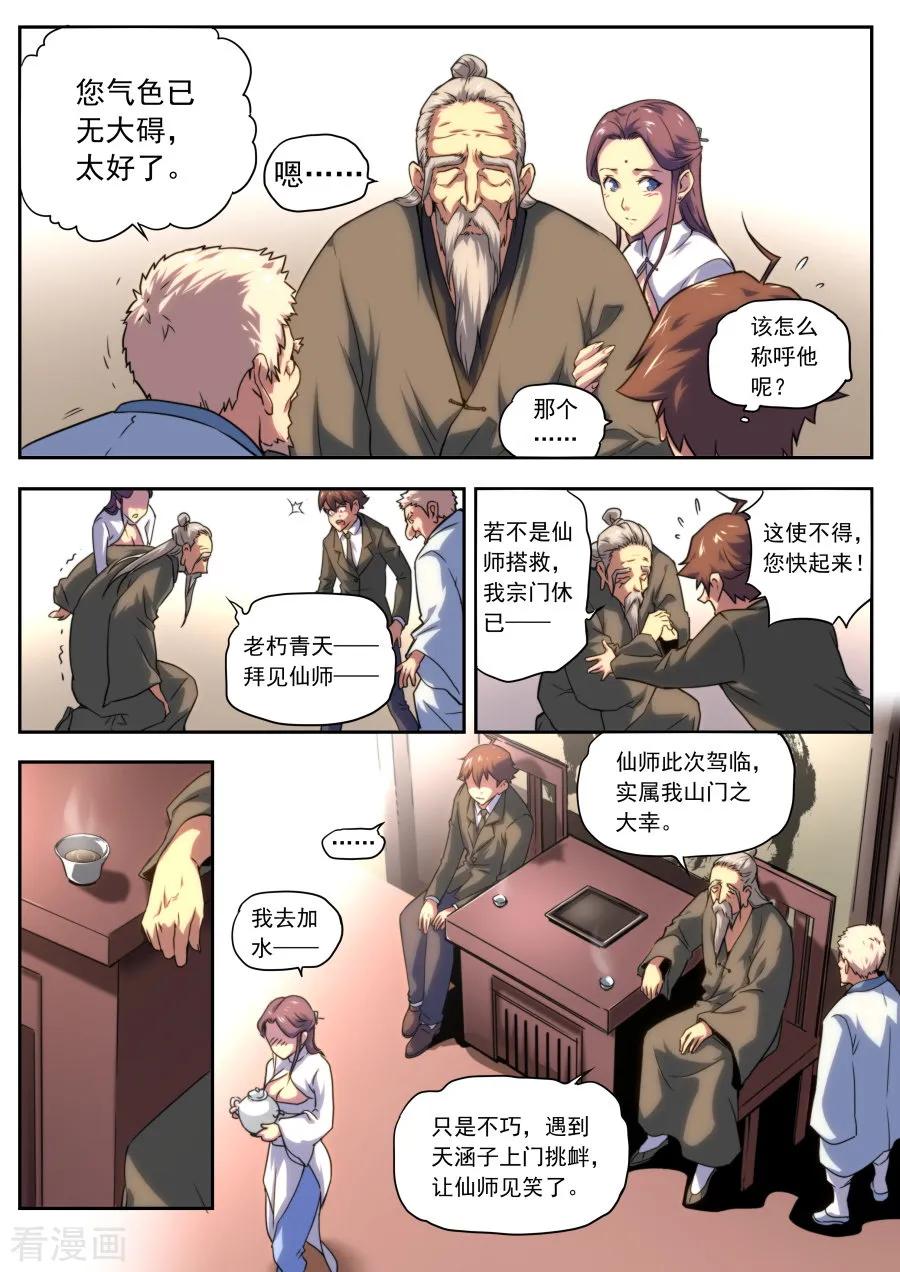 您气色已
无大碍，
太好了。
嗯……
那个
……
该怎么
称呼他
呢？
老朽青天——
拜见仙师——
若不是仙
师搭救，
我宗门休
已——
这使不得，
您快起来！
仙师此次驾临，
实属我山门之
大幸。
……
我去加
水——
只是不巧，遇到
天涵子上门挑衅，
让仙师见笑了。
看漫画